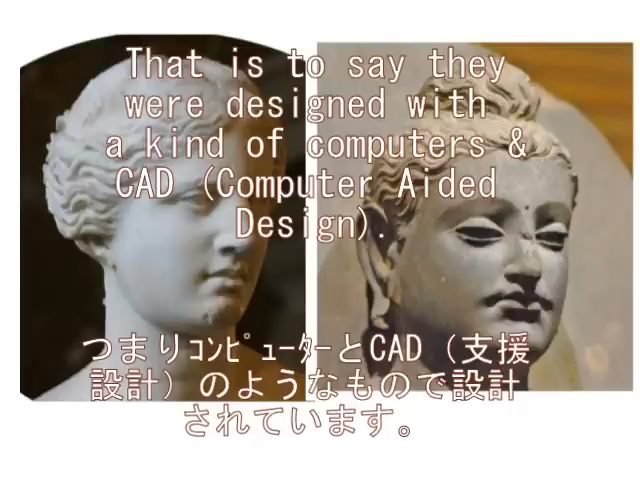 That is to say they
were designed with
a kind of computers &
CAD (Computer Aided
Design).
つまりｺﾝﾋﾟｭｰﾀｰとCAD（支援
設計）のようなもので設計
されています。